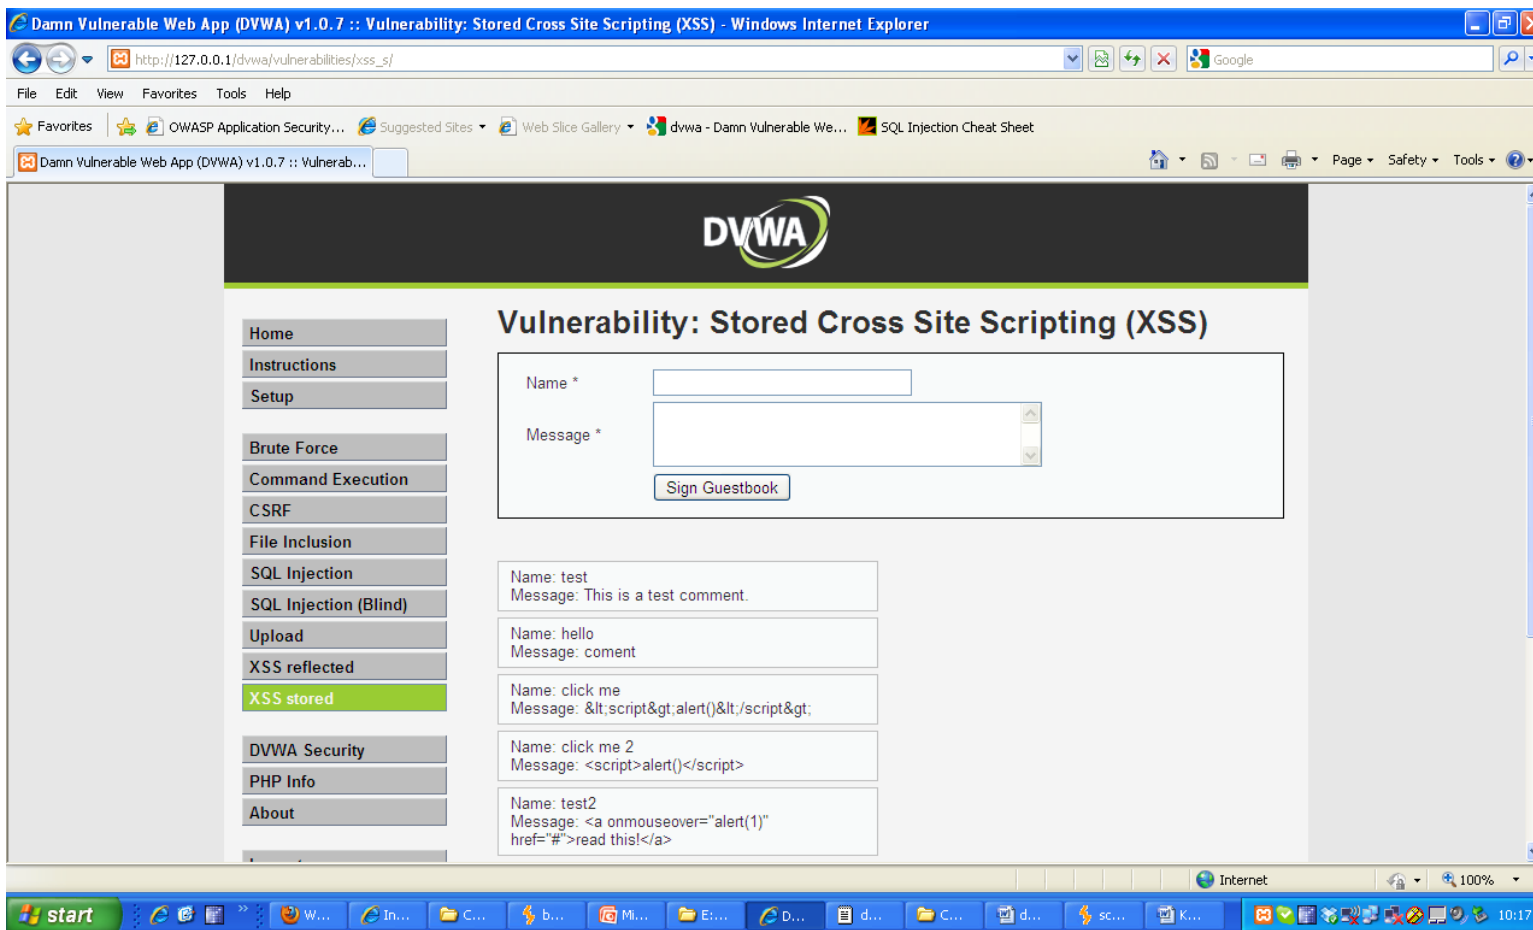 Damn Vulnerable Web App (DVWA) v1.0.7 :: Vulnerability: Stored Cross Site Scripting (XSS) - Windows Internet Explorer
http://127.0.0.1/dvwa/vulnerabilities/xss_s/
Google
File Edit View Favorites Tools Help
Favorites OWASP Application Security... Suggested Sites Web Slice Gallery dvwa - Damn Vulnerable We... SQL Injection Cheat Sheet
Damn Vulnerable Web App (DVWA) v1.0.7 :: Vulnerab...
Page Safety Tools
DVWA
Home
Instructions
Setup
Brute Force
Command Execution
CSRF
File Inclusion
SQL Injection
SQL Injection (Blind)
Upload
XSS reflected
XSS stored
DVWA Security
PHP Info
About
Vulnerability: Stored Cross Site Scripting (XSS)
Name *
Message *
Sign Guestbook
Name: test
Message: This is a test comment.
Name: hello
Message: coment
Name: click me
Message: &lt;script&gt;alert()&lt;/script&gt;
Name: click me 2
Message: <script>alert()</script>
Name: test2
Message: <a onmouseover="alert(1)"
href="#">read this!</a>
Internet 100%
start W... In... C... b... Mi... E:... D... d... C... d... sc... K... 10:17